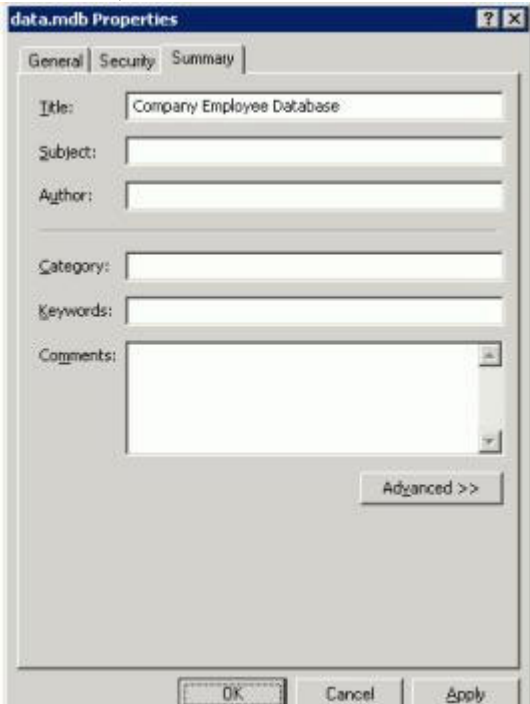 data.mdb Properties
General Security Summary
Title: Company Employee Database
Subject:
Author:
Category:
Keywords:
Comments:
Advanced >>
OK Cancel Apply